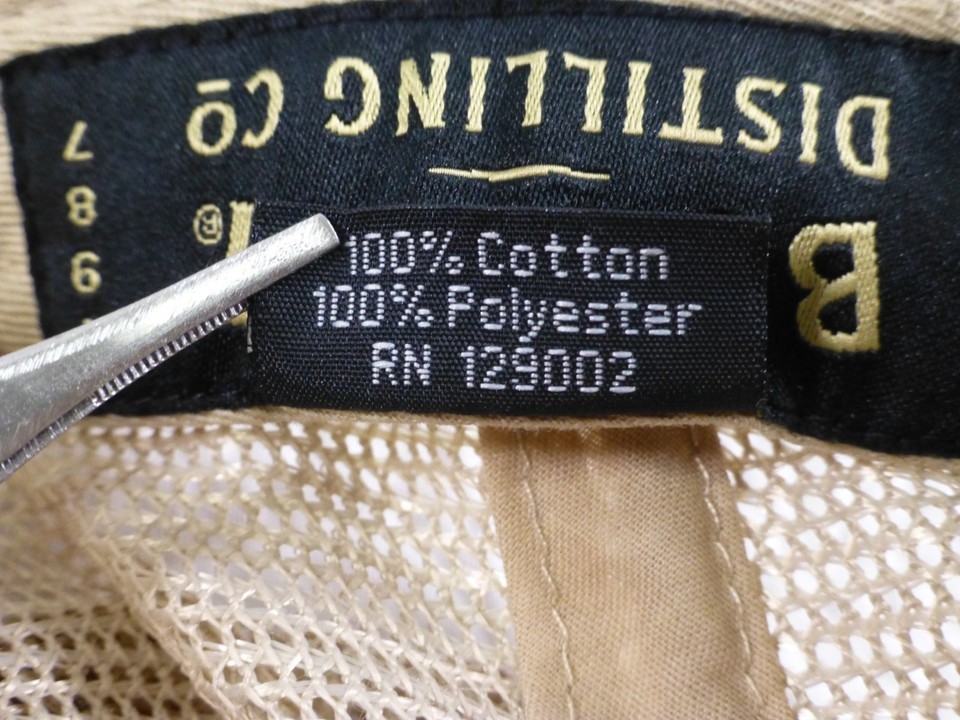 100% Cotton
100% Polyester
RN 129002
B
®
DISTILLING CO